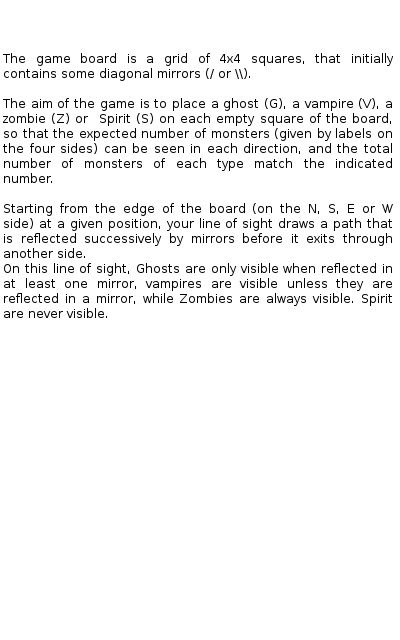 The game board is a grid of 4x4 squares, that initially
contains some diagonal mirrors (/ or \\).
The aim of the game is to place a ghost (G), a vampire (V), a
zombie (Z) or Spirit (S) on each empty square of the board,
so that the expected number of monsters (given by labels on
the four sides) can be seen in each direction, and the total
number of monsters of each type match the indicated
number.
Starting from the edge of the board (on the N, S, E or W
side) at a given position, your line of sight draws a path that
is reflected successively by mirrors before it exits through
another side.
On this line of sight, Ghosts are only visible when reflected in
at least one mirror, vampires are visible unless they are
reflected in a mirror, while Zombies are always visible. Spirit
are never visible.